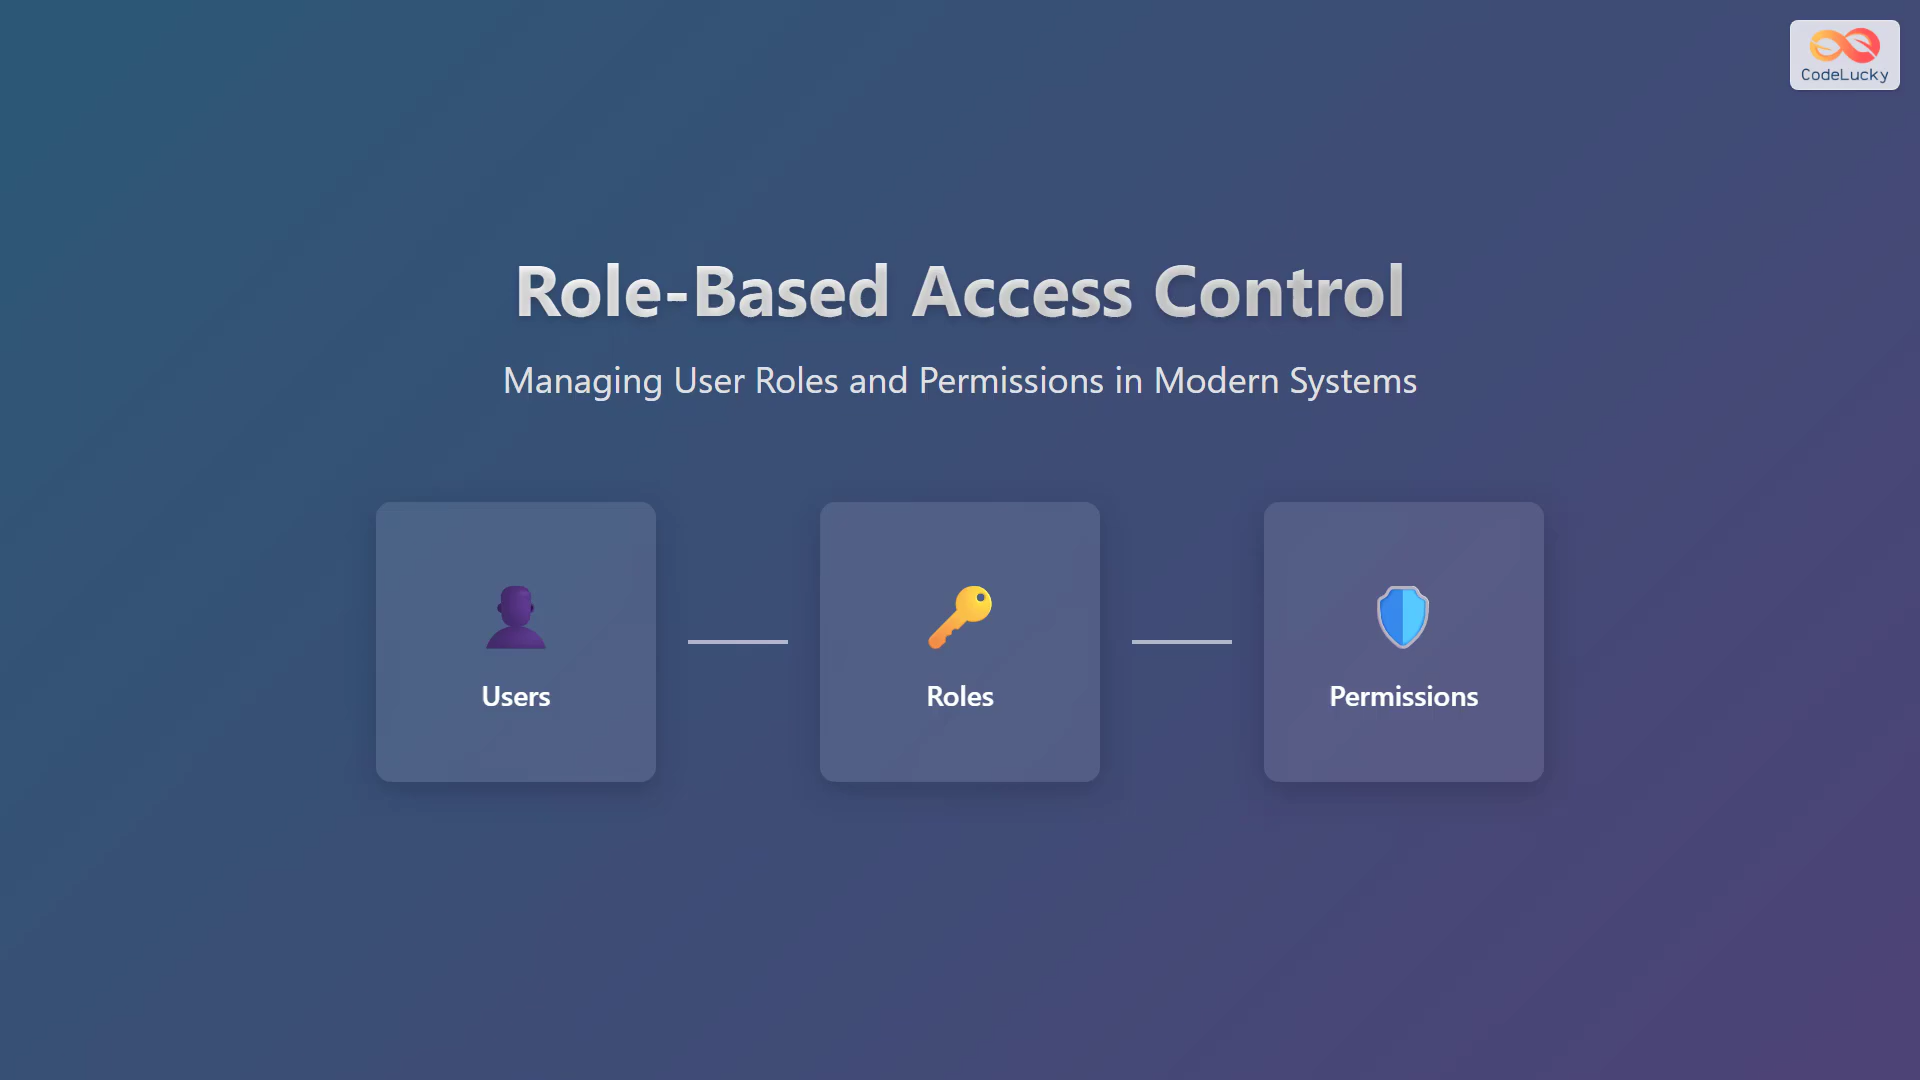 CodeLucky
Role-Based Access Control
Managing User Roles and Permissions in Modern Systems
Users
Roles
Permissions